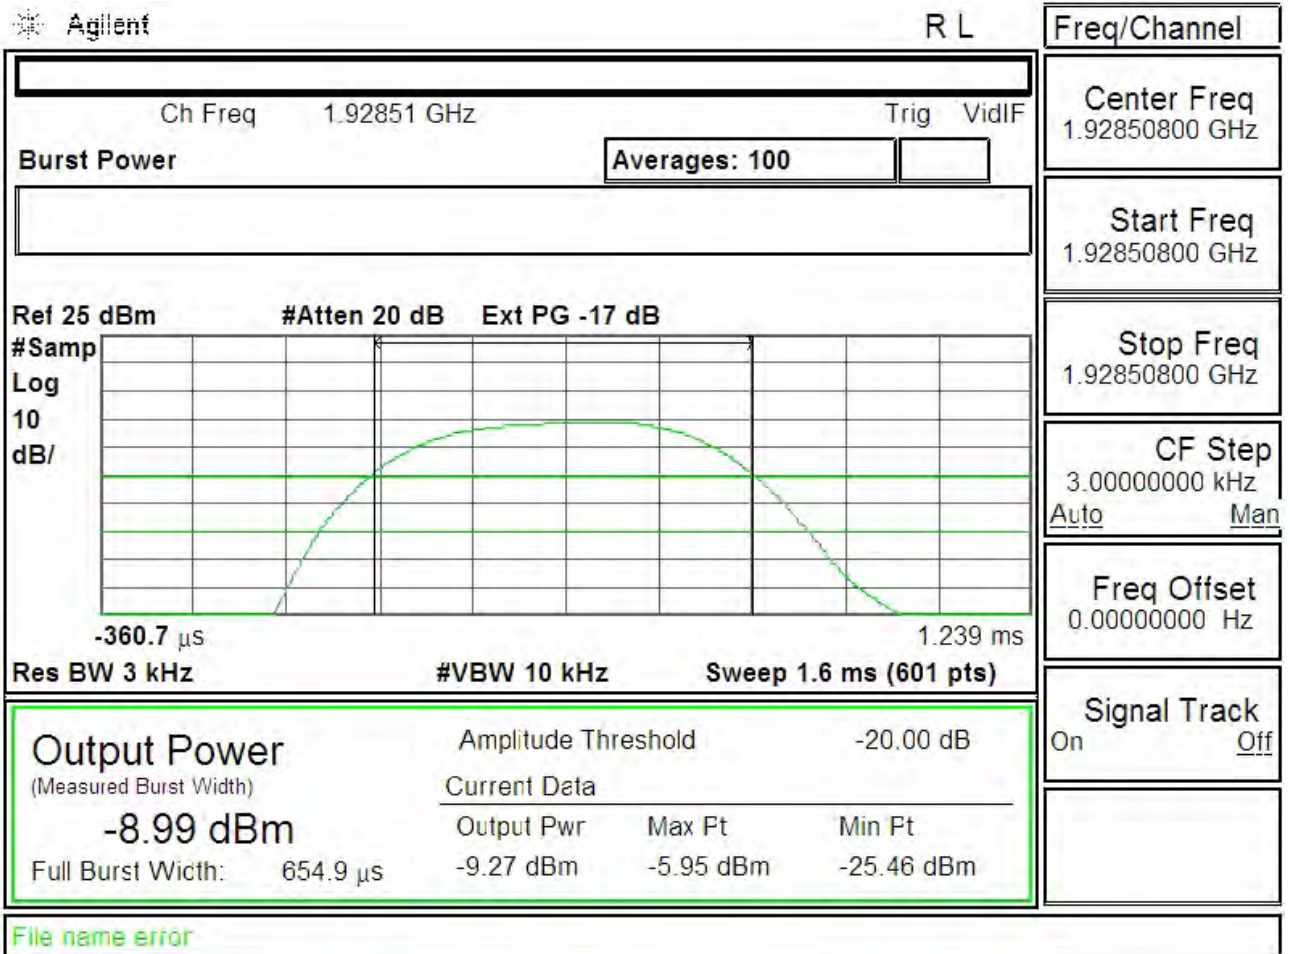 Agilent R L Freq/Channel
Ch Freq 1.92851 GHz Trig VidIF
Burst Power Averages: 100
Ref 25 dBm #Atten 20 dB Ext PG -17 dB
#Samp
Log
10
dB/
-360.7 µs 1.239 ms
Res BW 3 kHz #VBW 10 kHz Sweep 1.6 ms (601 pts)
Output Power
(Measured Burst Width)
-8.99 dBm
Full Burst Width: 654.9 µs
Amplitude Threshold -20.00 dB
Current Data
Output Pwr Max Pt Min Pt
-9.27 dBm -5.95 dBm -25.46 dBm
File name error
Center Freq
1.92850800 GHz
Start Freq
1.92850800 GHz
Stop Freq
1.92850800 GHz
CF Step
3.00000000 kHz
Auto Man
Freq Offset
0.00000000 Hz
Signal Track
On Off